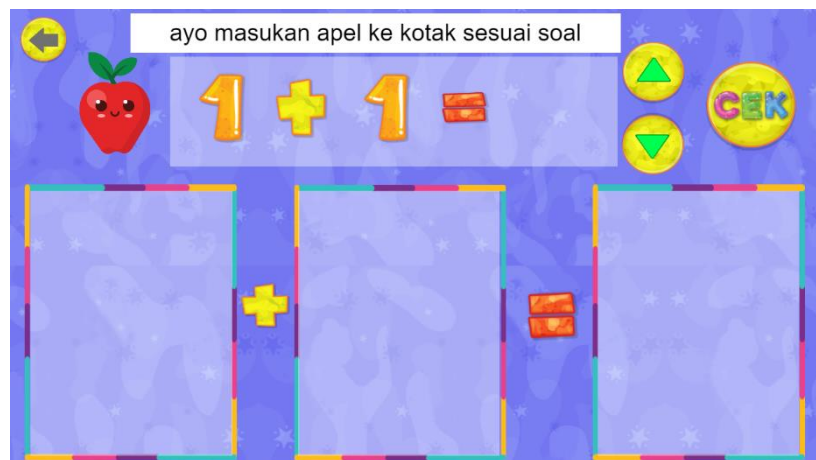 ayo masukan apel ke kotak sesuai soal
1 + 1 =
CEK
+ =